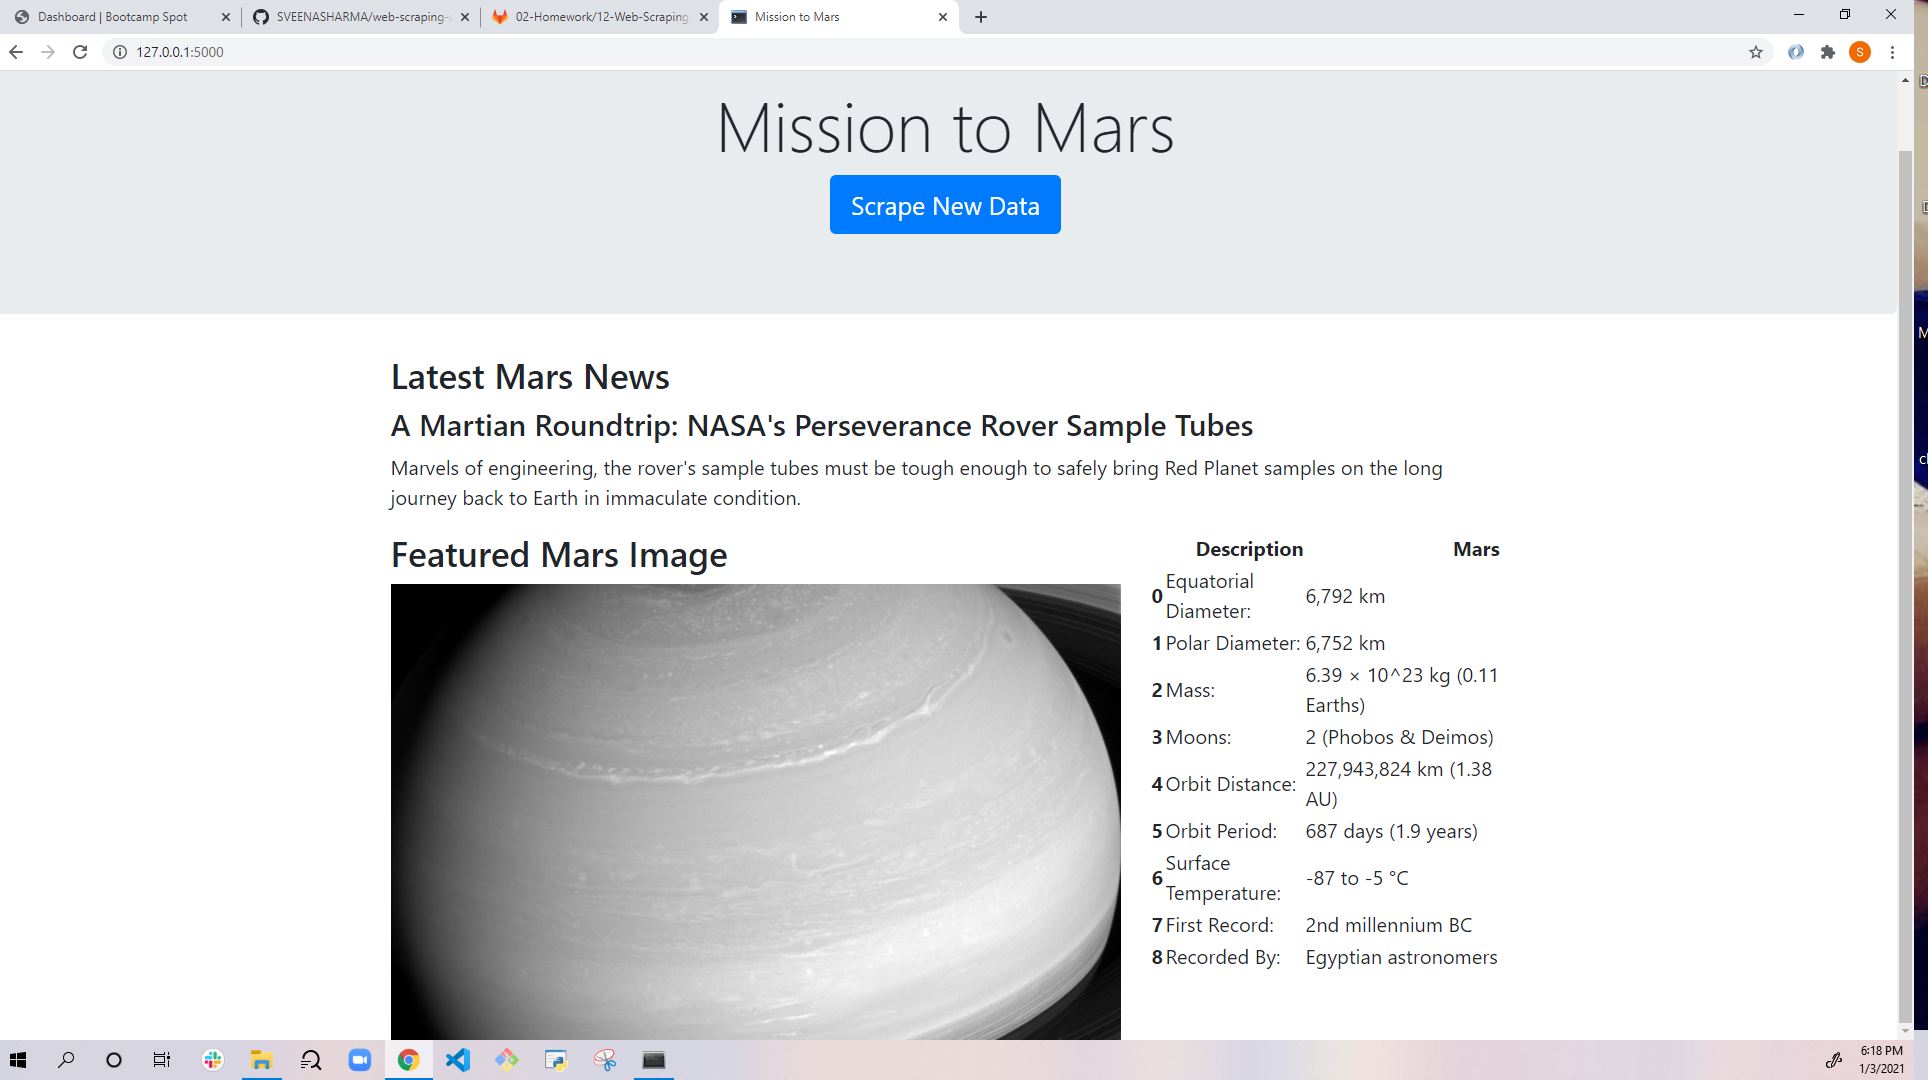 Dashboard | Bootcamp Spot
SVEENASHARMA/web-scraping-
02-Homework/12-Web-Scraping
Mission to Mars
127.0.0.1:5000
S
Mission to Mars
Scrape New Data
Latest Mars News
A Martian Roundtrip: NASA's Perseverance Rover Sample Tubes
Marvels of engineering, the rover's sample tubes must be tough enough to safely bring Red Planet samples on the long
journey back to Earth in immaculate condition.
Featured Mars Image
Description Mars
0 Equatorial
Diameter: 6,792 km
1 Polar Diameter: 6,752 km
2 Mass: 6.39 × 10^23 kg (0.11
Earths)
3 Moons: 2 (Phobos & Deimos)
4 Orbit Distance: 227,943,824 km (1.38
AU)
5 Orbit Period: 687 days (1.9 years)
6 Surface
Temperature: -87 to -5 °C
7 First Record: 2nd millennium BC
8 Recorded By: Egyptian astronomers
6:18 PM
1/3/2021